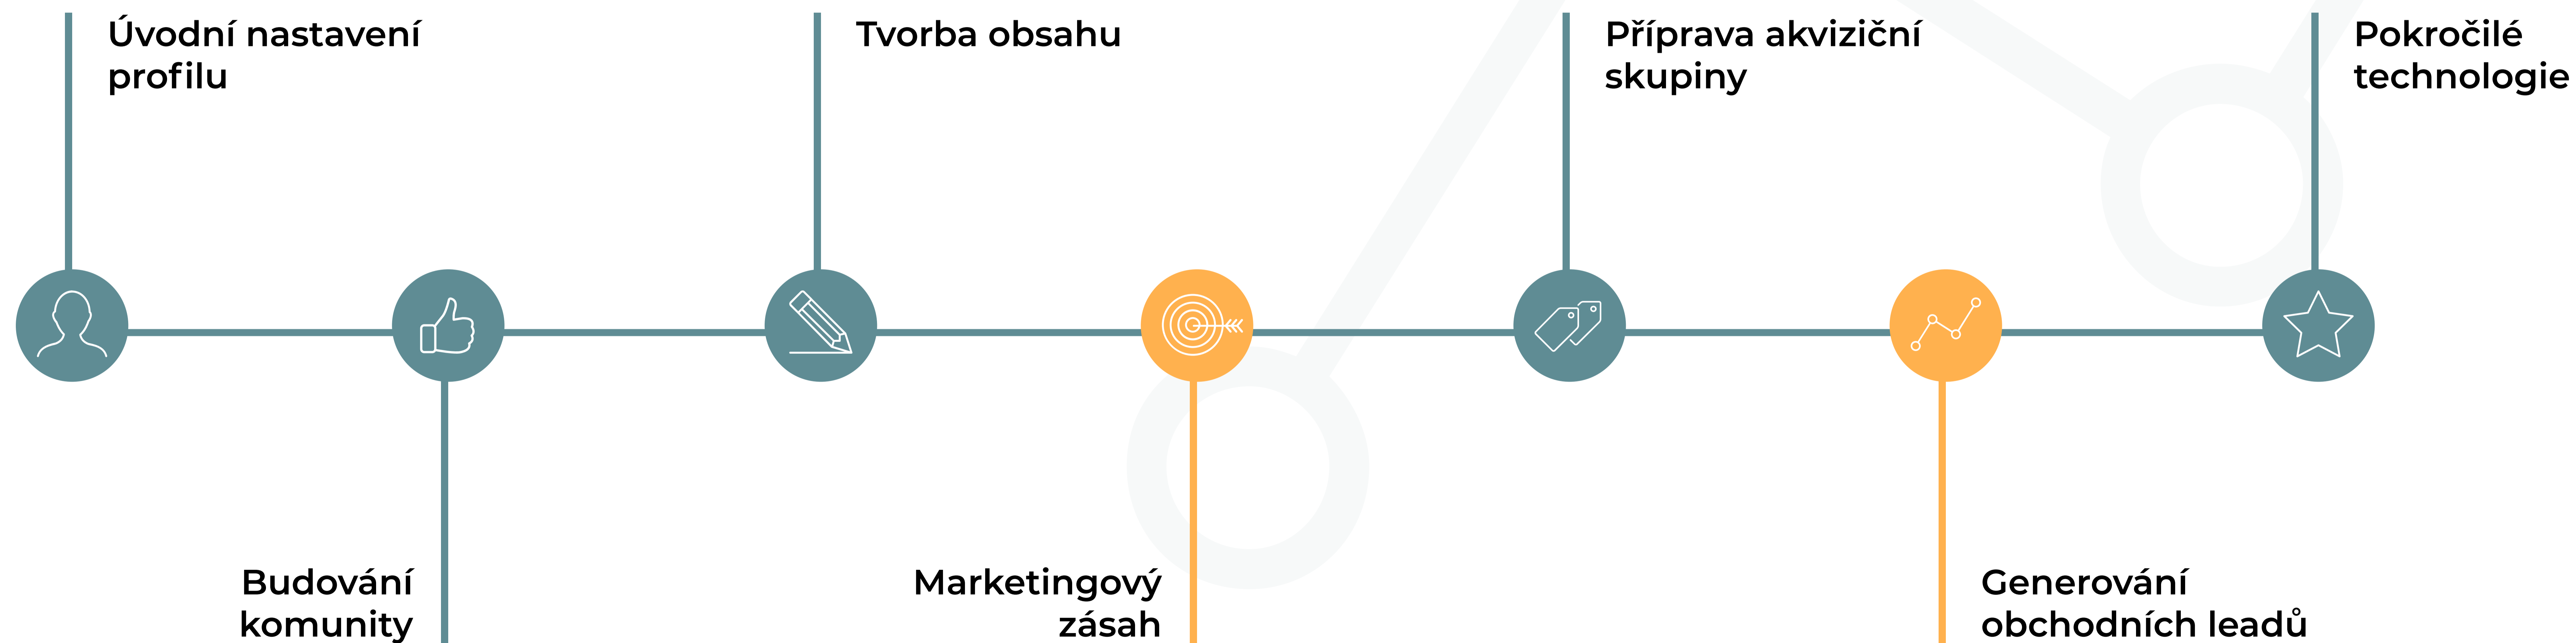 Úvodní nastavení
profilu
Tvorba obsahu
Příprava akviziční
skupiny
Pokročilé
technologie
Budování
komunity
Marketingový
zásah
Generování
obchodních leadů